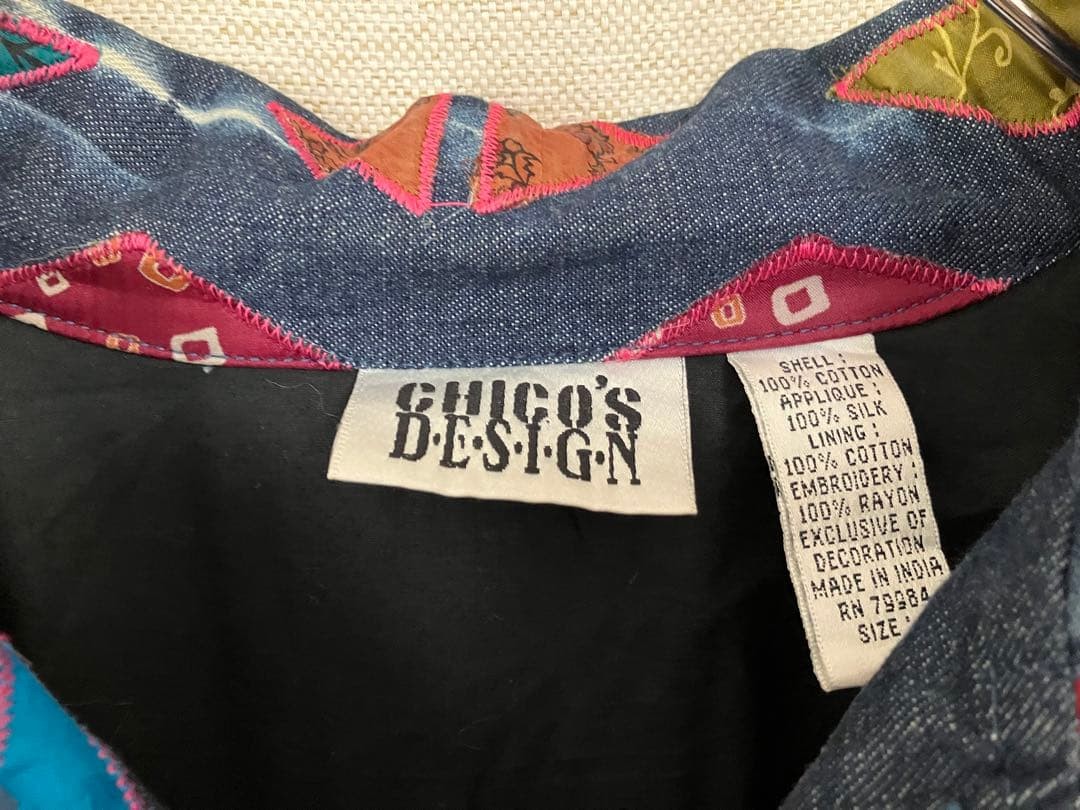 CHICO'S
D·E·S·I·G·N
SHELL:
100% COTTON
APPLIQUE:
100% SILK
LINING:
100% COTTON
EMBROIDERY:
100% RAYON
EXCLUSIVE OF
DECORATION
MADE IN INDIA
RN 79984
SIZE: